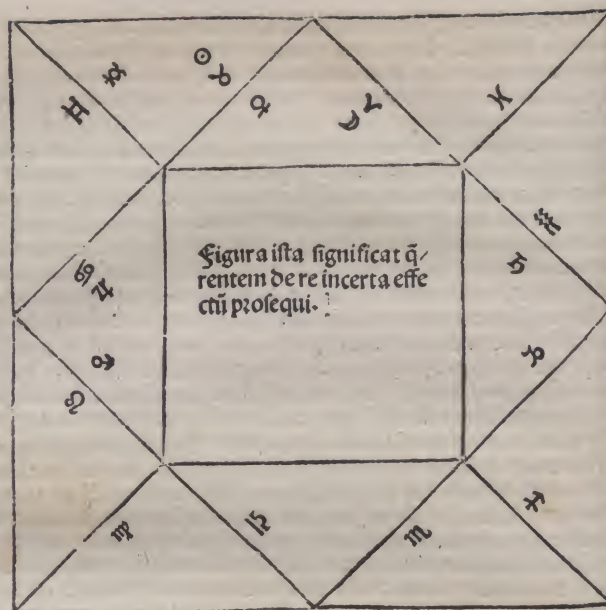 Figura ista significat q̄-
rentem de re incerta effe
ctū prosequi.